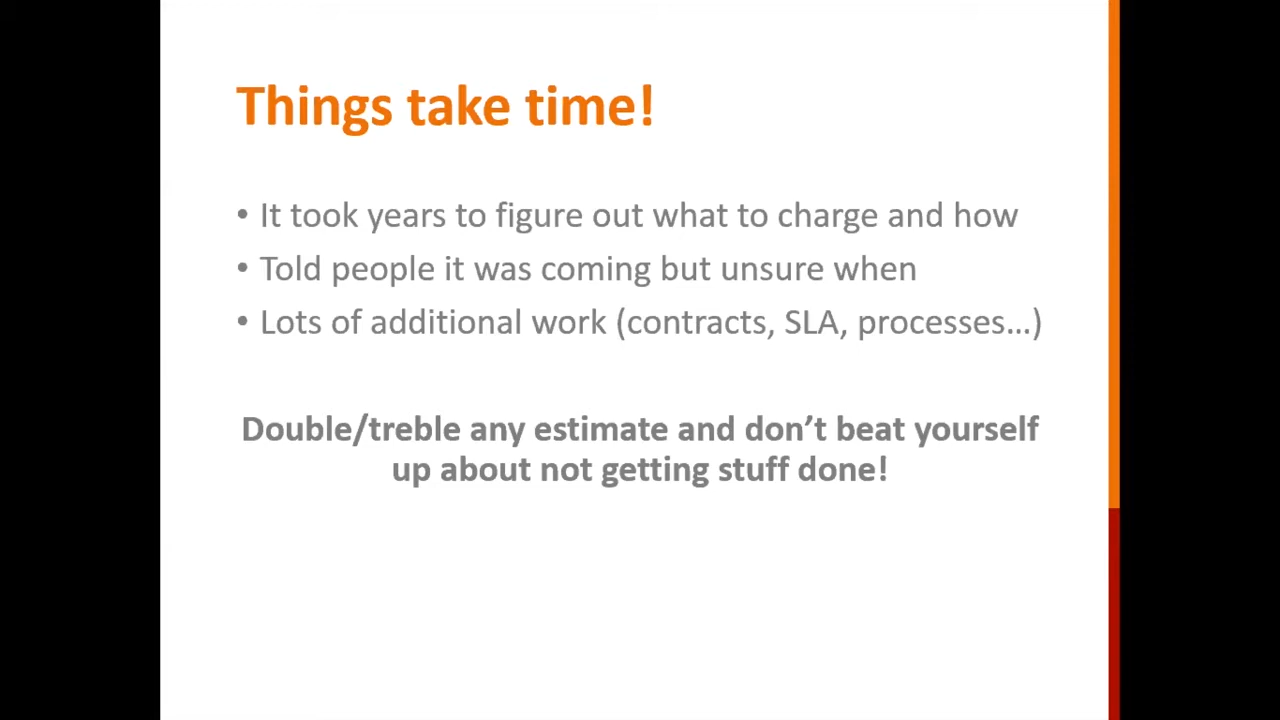 Things take time!
• It took years to figure out what to charge and how
• Told people it was coming but unsure when
• Lots of additional work (contracts, SLA, processes…)
Double/treble any estimate and don’t beat yourself
up about not getting stuff done!